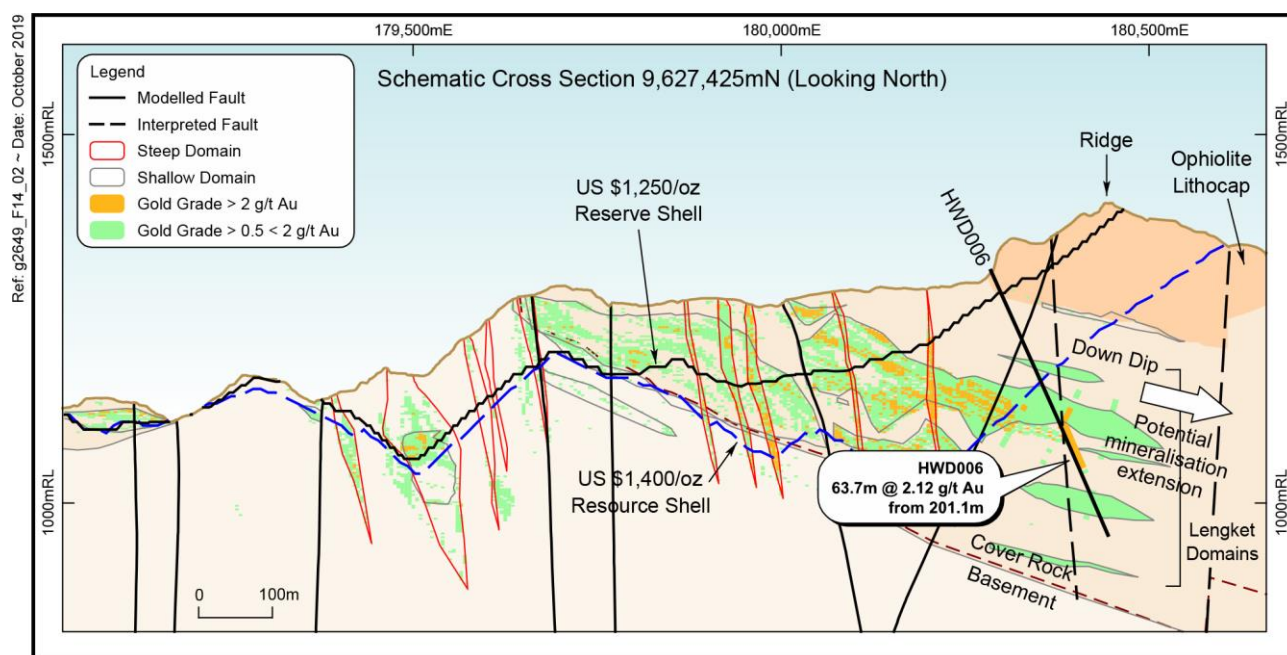 Ref: g2649_F14_02 ~ Date: October 2019
179,500mE
180,000mE
180,500mE
Schematic Cross Section 9,627,425mN (Looking North)
Legend
Modelled Fault
Interpreted Fault
Steep Domain
Shallow Domain
Gold Grade > 2 g/t Au
Gold Grade > 0.5 < 2 g/t Au
1500mRL
1500mRL
Ridge
Ophiolite
Lithocap
US $1,250/oz
Reserve Shell
HWD006
Down Dip
Potential
mineralisation
extension
US $1,400/oz
Resource Shell
HWD006
63.7m @ 2.12 g/t Au
from 201.1m
1000mRL
1000mRL
Lengket
Domains
Cover Rock
Basement
0
100m